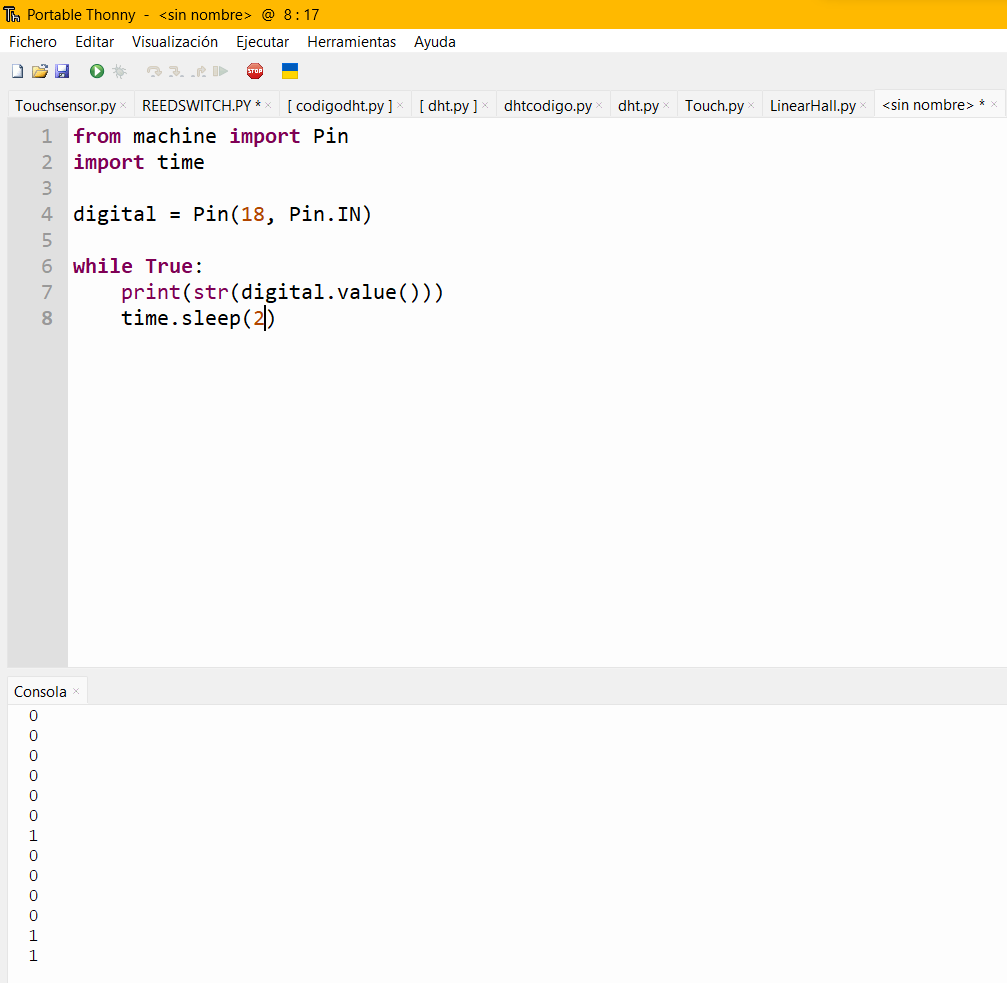 Th Portable Thonny - <sin nombre> @ 8 : 17
Fichero Editar Visualización Ejecutar Herramientas Ayuda
STOP
Touchsensor.py × REEDSWITCH.PY * × [ codigodht.py ] × [ dht.py ] × dhtcodigo.py × dht.py × Touch.py × LinearHall.py × <sin nombre> * ×
1 from machine import Pin
2 import time
3
4 digital = Pin(18, Pin.IN)
5
6 while True:
7     print(str(digital.value()))
8     time.sleep(2)
Consola ×
0
0
0
0
0
0
1
0
0
0
0
1
1